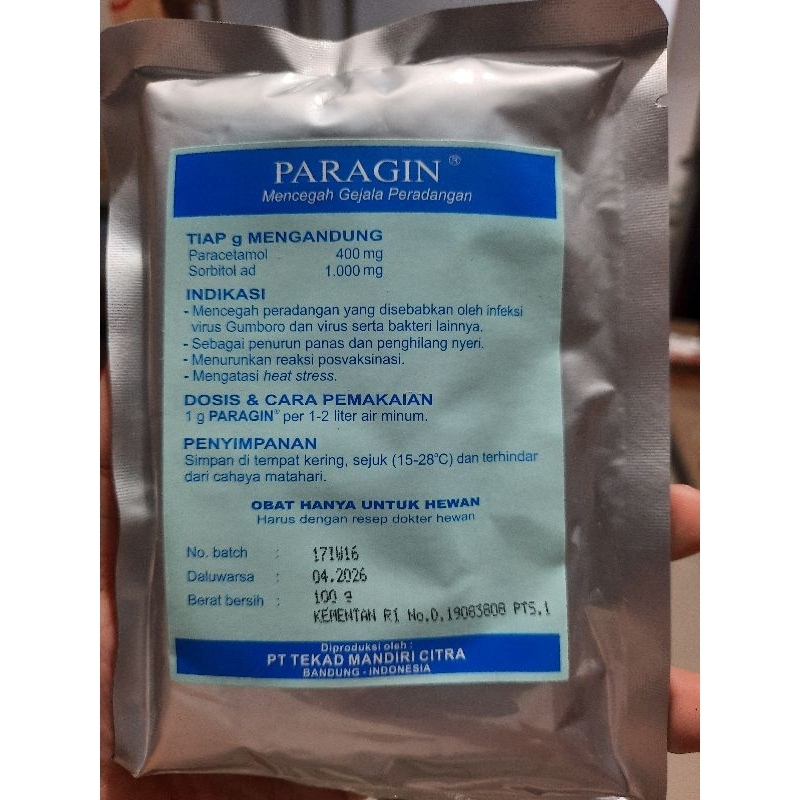 PARAGIN®
Mencegah Gejala Peradangan
TIAP g MENGANDUNG
Paracetamol 400 mg
Sorbitol ad 1.000 mg
INDIKASI
- Mencegah peradangan yang disebabkan oleh infeksi
virus Gumboro dan virus serta bakteri lainnya.
- Sebagai penurun panas dan penghilang nyeri.
- Menurunkan reaksi posvaksinasi.
- Mengatasi heat stress.
DOSIS & CARA PEMAKAIAN
1 g PARAGIN® per 1-2 liter air minum.
PENYIMPANAN
Simpan di tempat kering, sejuk (15-28°C) dan terhindar
dari cahaya matahari.
OBAT HANYA UNTUK HEWAN
Harus dengan resep dokter hewan
No. batch : 17IW16
Daluwarsa : 04.2026
Berat bersih : 100 g
KEMENTAN RI No.D.19083808 PTS.1
Diproduksi oleh :
PT TEKAD MANDIRI CITRA
BANDUNG - INDONESIA